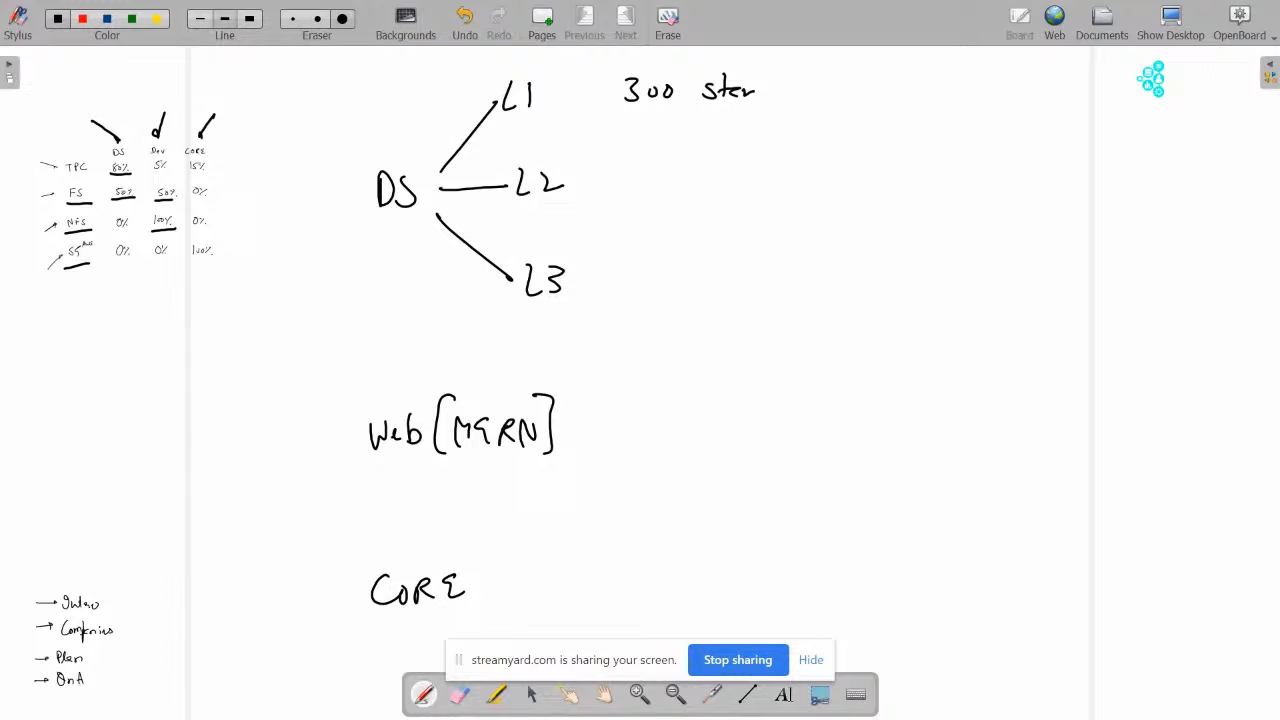 Stylus
Color
Line
Eraser
Backgrounds
Undo
Redo
Pages
Previous
Next
Erase
Board
Web
Documents
Show Desktop
OpenBoard
L1 300 ster
DS Dev CORE
TPC 80% 5% 15%
FS 50% 50% 0%
NFS 0% 100% 0%
0% 0% 100%
DS
L2
L3
Web [MERN]
CORE
Intro
Companies
Plan
QnA
streamyard.com is sharing your screen. Stop sharing Hide